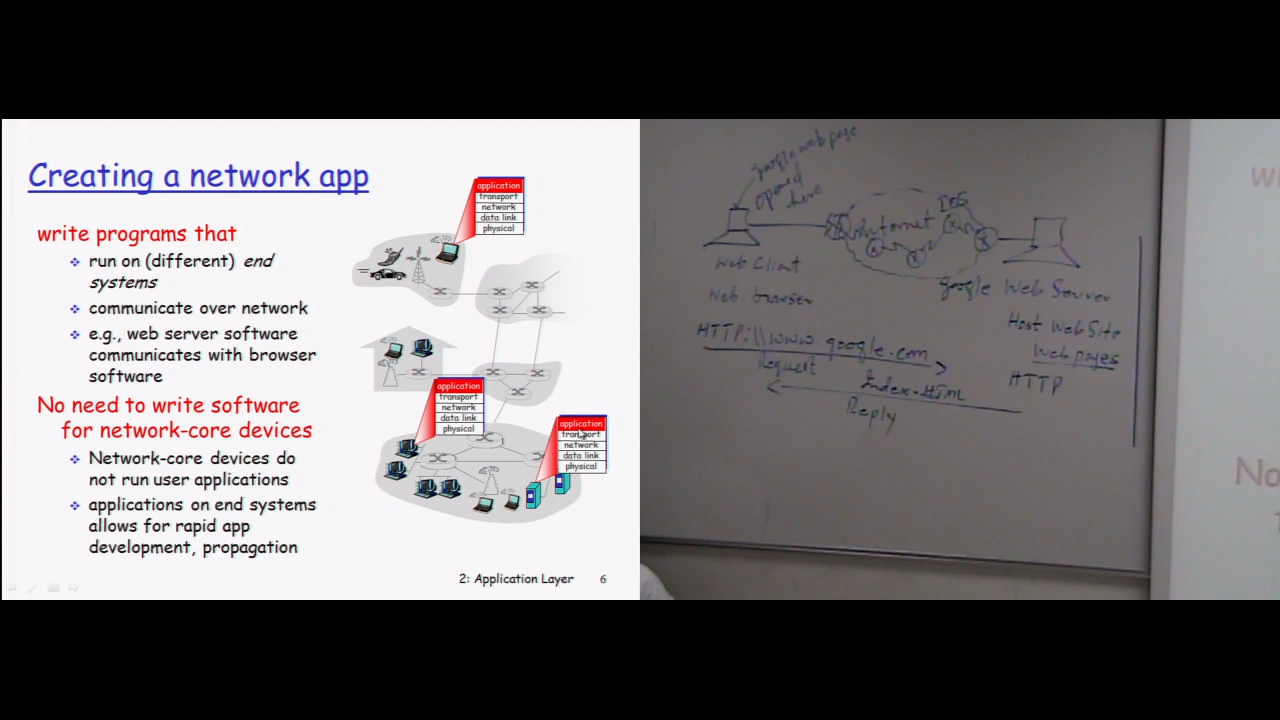 Creating a network app
write programs that
run on (different) end
systems
communicate over network
e.g., web server software
communicates with browser
software
No need to write software
for network-core devices
Network-core devices do
not run user applications
applications on end systems
allows for rapid app
development, propagation
application
transport
network
data link
physical
application
transport
network
data link
physical
application
transport
network
data link
physical
2: Application Layer 6
google web page
opened
here
Internet
Web Client
Web browser
google Web Server
Host Web Site
Web pages
HTTP
HTTP:\\www.google.com
Request
Index.HTML
Reply
No